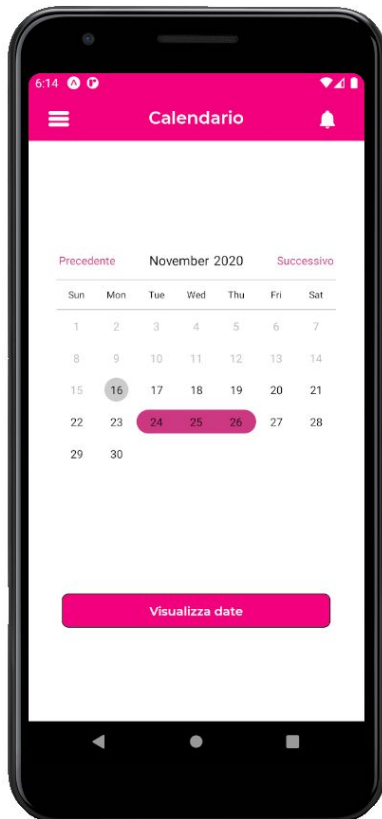 6:14
Calendario
Precedente November 2020 Successivo
Sun Mon Tue Wed Thu Fri Sat
1 2 3 4 5 6 7
8 9 10 11 12 13 14
15 16 17 18 19 20 21
22 23 24 25 26 27 28
29 30
Visualizza date